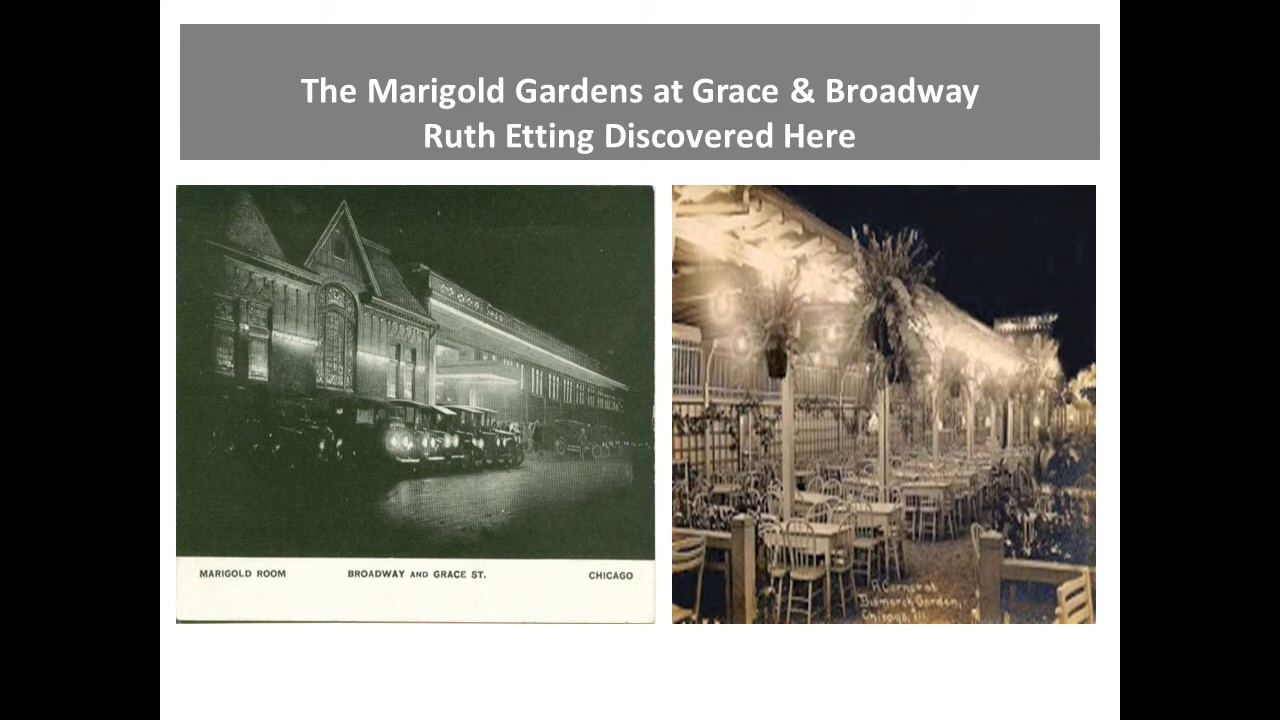 The Marigold Gardens at Grace & Broadway
Ruth Etting Discovered Here
MARIGOLD ROOM BROADWAY AND GRACE ST. CHICAGO
A Corner at
Bismarck Garden,
Chicago, Ill